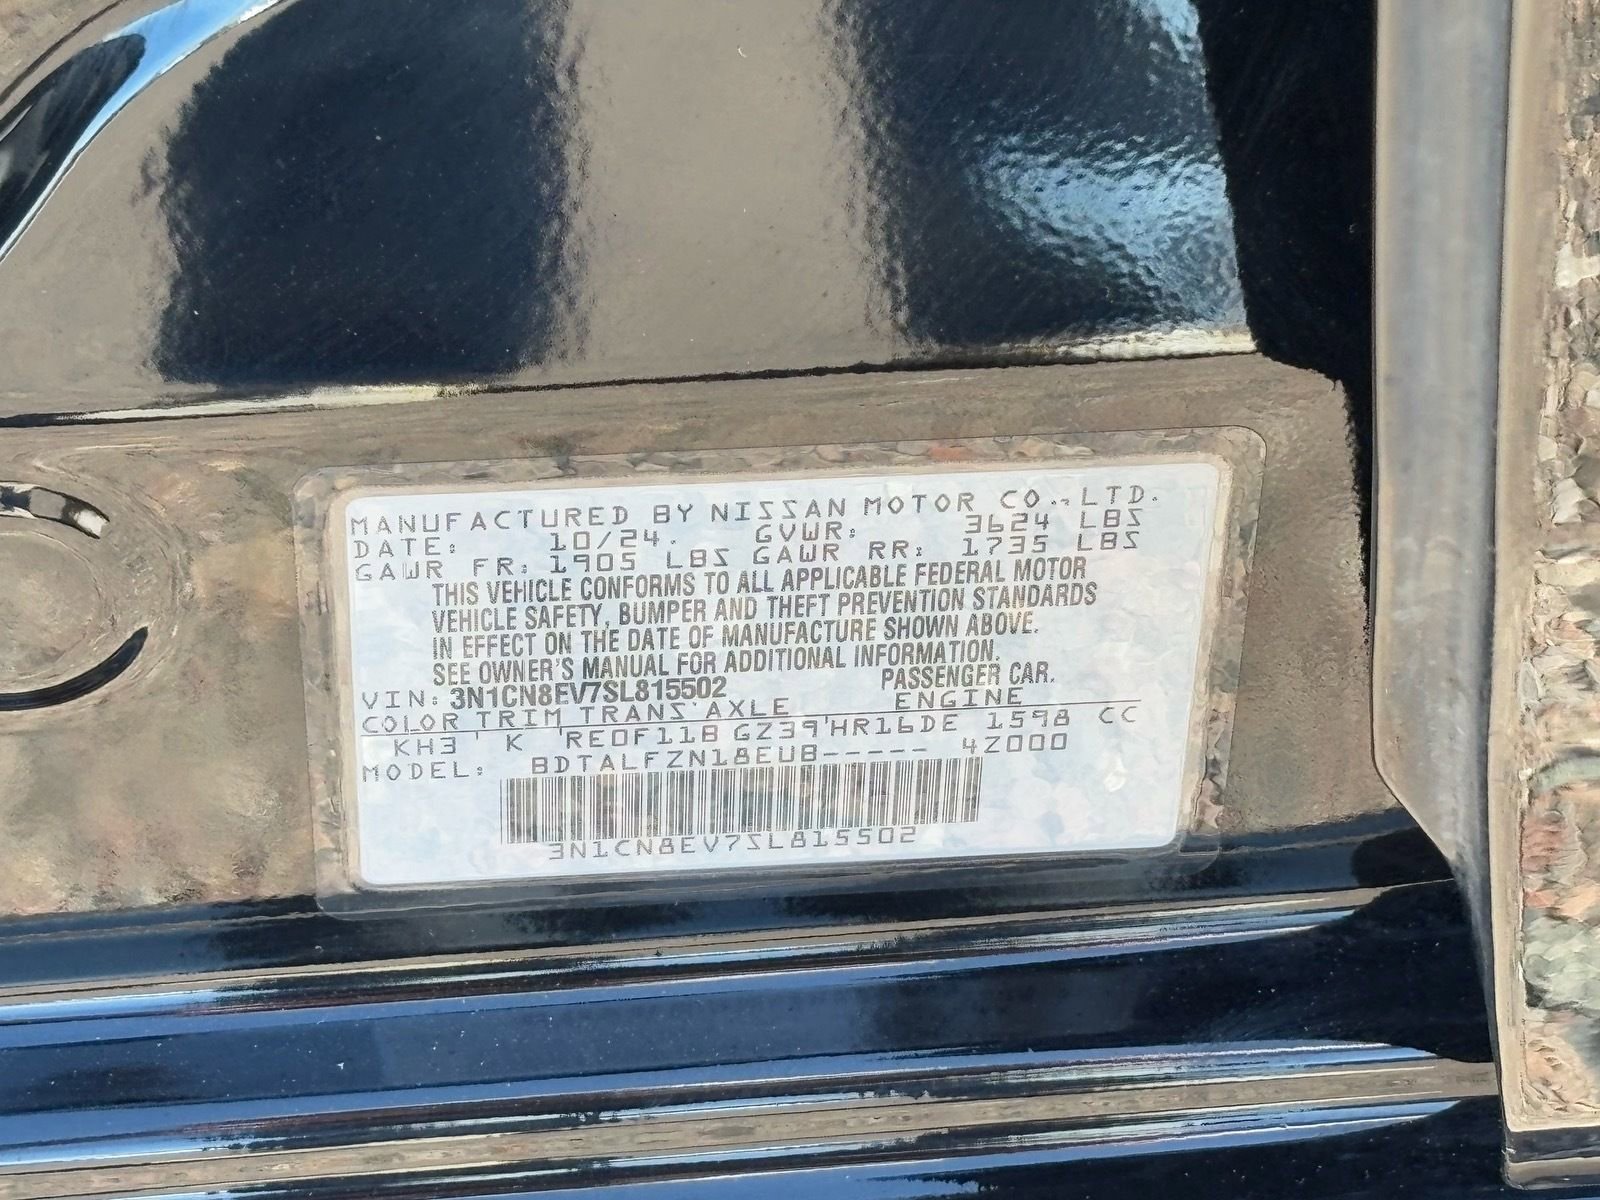 MANUFACTURED BY NISSAN MOTOR CO., LTD.
DATE: 10/24. GVWR: 3624 LBS
GAWR FR: 1905 LBS GAWR RR: 1735 LBS
THIS VEHICLE CONFORMS TO ALL APPLICABLE FEDERAL MOTOR
VEHICLE SAFETY, BUMPER AND THEFT PREVENTION STANDARDS
IN EFFECT ON THE DATE OF MANUFACTURE SHOWN ABOVE.
SEE OWNER'S MANUAL FOR ADDITIONAL INFORMATION.
VIN: 3N1CN8EV7SL815502 PASSENGER CAR.
COLOR TRIM TRANS AXLE ENGINE
KH3 K RE0F11B GZ39 HR16DE 1598 CC
MODEL: BDTALFZN18EUB----- 4Z000
3N1CN8EV7SL815502